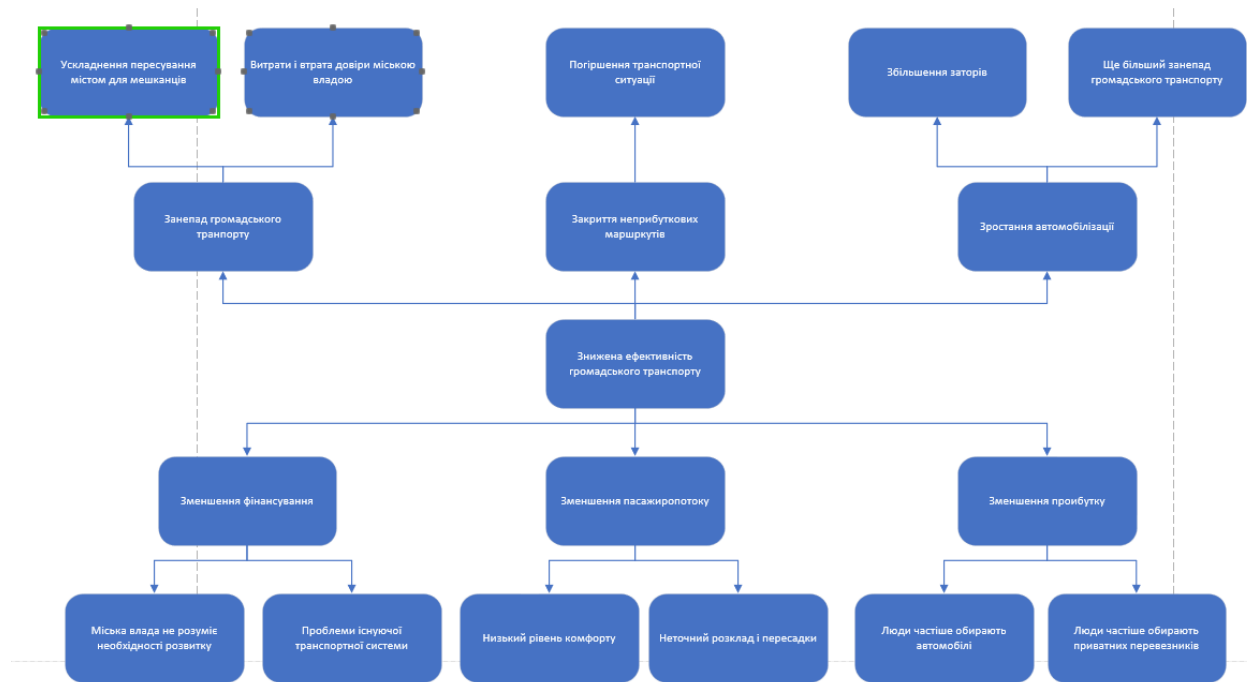 Ускладнення пересування
містом для мешканців
Витрати і втрата довіри міською
владою
Погіршення транспортної
ситуації
Збільшення заторів
Ще більший занепад
громадського транспорту
Занепад громадського
транпорту
Закриття неприбуткових
маршркутів
Зростання автомобілізації
Знижена ефективність
громадського транспорту
Зменшення фінансування
Зменшення пасажиропотоку
Зменшення проибутку
Міська влада не розуміє
необхідності розвитку
Проблеми існуючої
транспортної системи
Низький рівень комфорту
Неточний розклад і пересадки
Люди частіше обирають
автомобілі
Люди частіше обирають
приватних перевезників